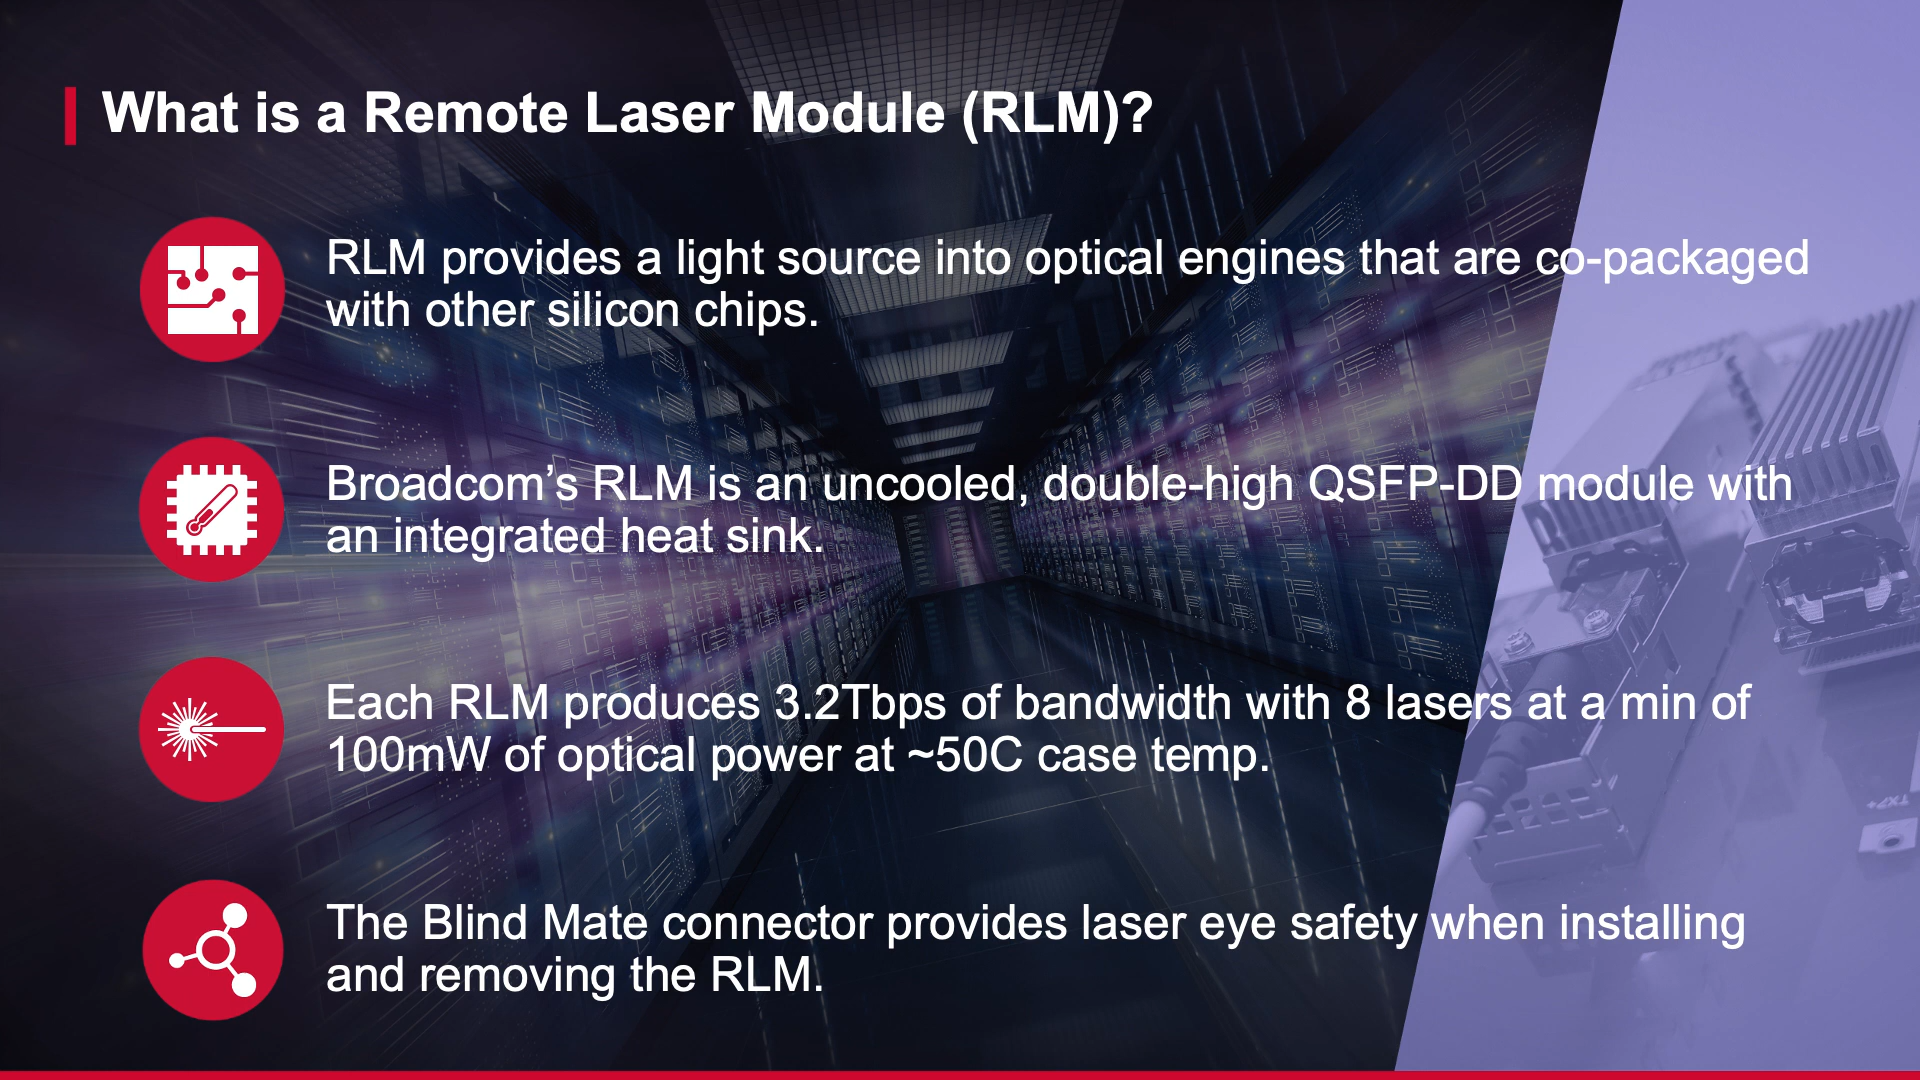 What is a Remote Laser Module (RLM)?
RLM provides a light source into optical engines that are co-packaged
with other silicon chips.
Broadcom’s RLM is an uncooled, double-high QSFP-DD module with
an integrated heat sink.
Each RLM produces 3.2Tbps of bandwidth with 8 lasers at a min of
100mW of optical power at ~50C case temp.
The Blind Mate connector provides laser eye safety when installing
and removing the RLM.